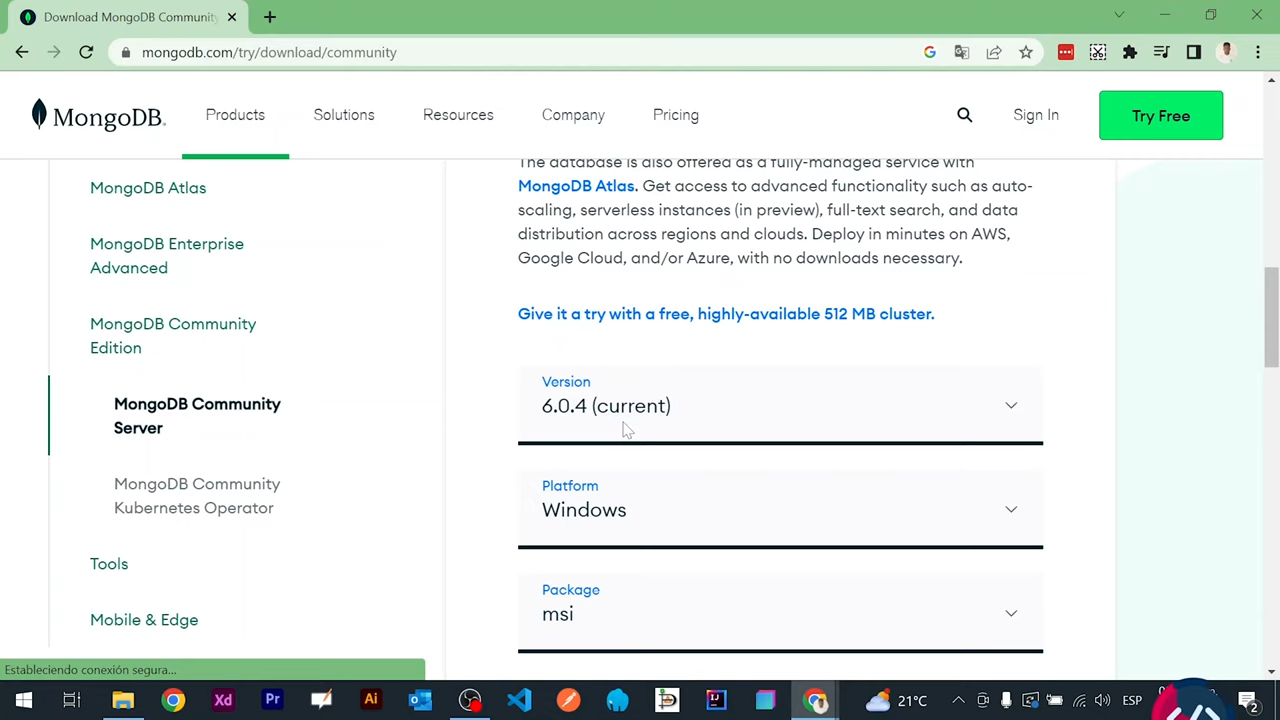 Download MongoDB Community
mongodb.com/try/download/community
MongoDB.
Products
Solutions
Resources
Company
Pricing
Sign In
Try Free
MongoDB Atlas
MongoDB Enterprise
Advanced
MongoDB Community
Edition
MongoDB Community
Server
MongoDB Community
Kubernetes Operator
Tools
Mobile & Edge
The database is also offered as a fully-managed service with
MongoDB Atlas. Get access to advanced functionality such as auto-
scaling, serverless instances (in preview), full-text search, and data
distribution across regions and clouds. Deploy in minutes on AWS,
Google Cloud, and/or Azure, with no downloads necessary.
Give it a try with a free, highly-available 512 MB cluster.
Version
6.0.4 (current)
Platform
Windows
Package
msi
Estableciendo conexión segura...
Xd
Pr
Ai
21°C
ESP
2